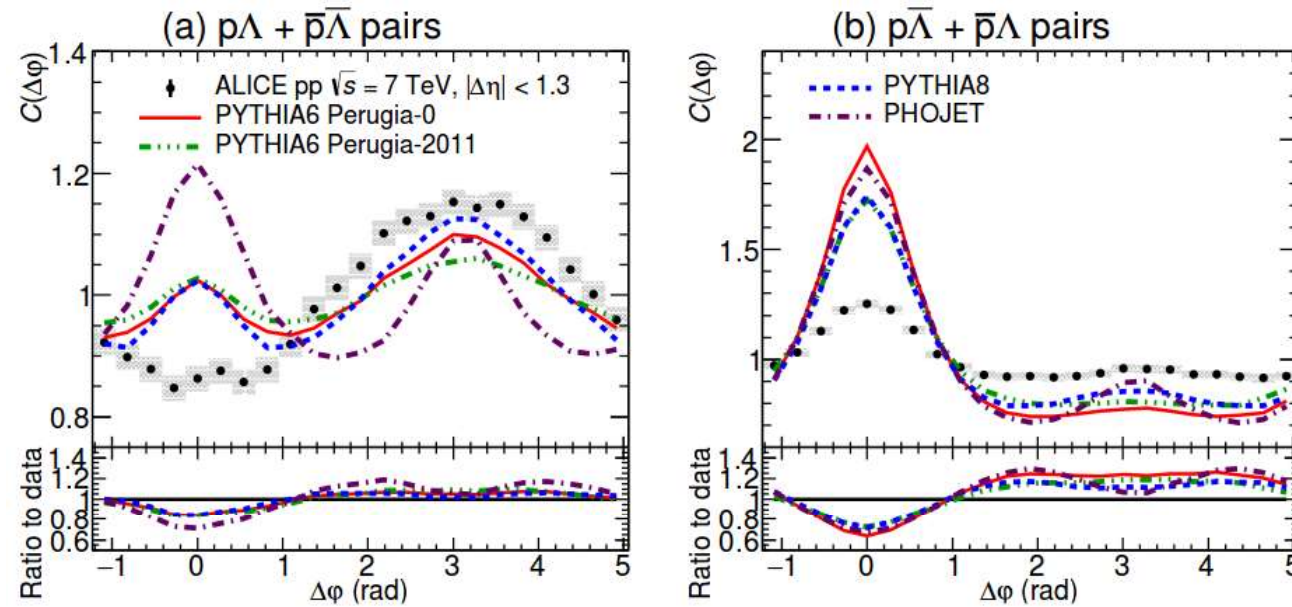 (a) pΛ + p̅Λ̅ pairs
C(Δφ)
1.4
1.2
1
0.8
ALICE pp √s = 7 TeV, |Δη| < 1.3
PYTHIA6 Perugia-0
PYTHIA6 Perugia-2011
Ratio to data
1.4
1.2
1
0.8
0.6
−1 0 1 2 3 4 5
Δφ (rad)
(b) pΛ̅ + p̅Λ pairs
C(Δφ)
2
1.5
1
PYTHIA8
PHOJET
Ratio to data
1.4
1.2
1
0.8
0.6
−1 0 1 2 3 4 5
Δφ (rad)